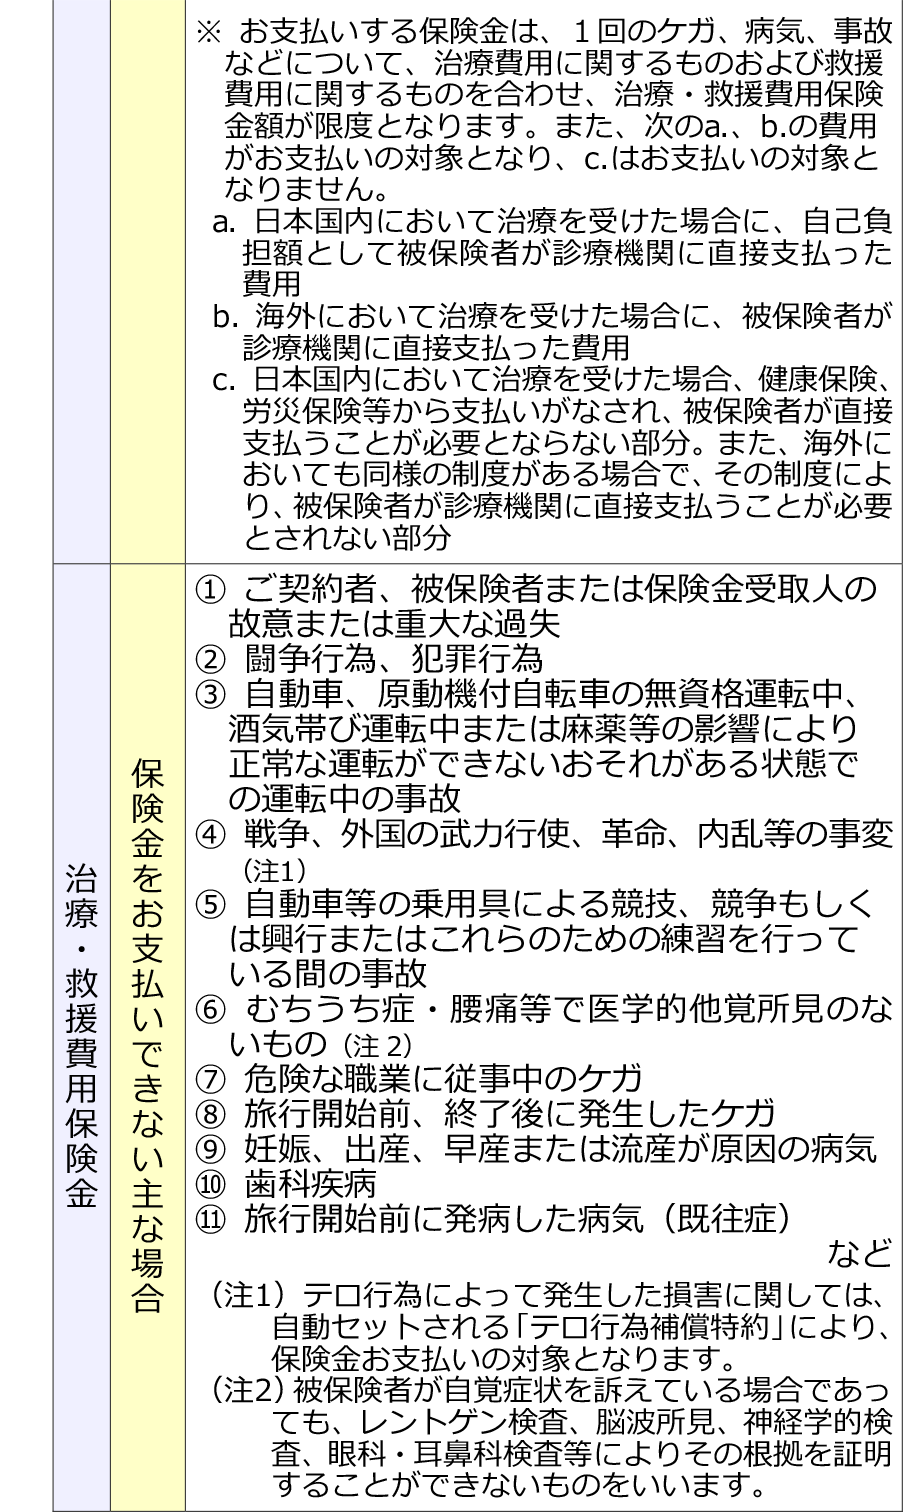 ※ お支払いする保険金は、１回のケガ、病気、事故
などについて、治療費用に関するものおよび救援
費用に関するものを合わせ、治療・救援費用保険
金額が限度となります。また、次のa.、b.の費用
がお支払いの対象となり、c.はお支払いの対象と
なりません。
a. 日本国内において治療を受けた場合に、自己負
担額として被保険者が診療機関に直接支払った
費用
b. 海外において治療を受けた場合に、被保険者が
診療機関に直接支払った費用
c. 日本国内において治療を受けた場合、健康保険、
労災保険等から支払いがなされ、被保険者が直接
支払うことが必要とならない部分。また、海外に
おいても同様の制度がある場合で、その制度によ
り、被保険者が診療機関に直接支払うことが必要
とされない部分
治療・救援費用保険金
保険金をお支払いできない主な場合
① ご契約者、被保険者または保険金受取人の
故意または重大な過失
② 闘争行為、犯罪行為
③ 自動車、原動機付自転車の無資格運転中、
酒気帯び運転中または麻薬等の影響により
正常な運転ができないおそれがある状態で
の運転中の事故
④ 戦争、外国の武力行使、革命、内乱等の事変
（注1）
⑤ 自動車等の乗用具による競技、競争もしく
は興行またはこれらのための練習を行って
いる間の事故
⑥ むちうち症・腰痛等で医学的他覚所見のな
いもの（注 2）
⑦ 危険な職業に従事中のケガ
⑧ 旅行開始前、終了後に発生したケガ
⑨ 妊娠、出産、早産または流産が原因の病気
⑩ 歯科疾病
⑪ 旅行開始前に発病した病気（既往症）
など
（注1）テロ行為によって発生した損害に関しては、
自動セットされる「テロ行為補償特約」により、
保険金お支払いの対象となります。
（注2）被保険者が自覚症状を訴えている場合であっ
ても、レントゲン検査、脳波所見、神経学的検
査、眼科・耳鼻科検査等によりその根拠を証明
することができないものをいいます。